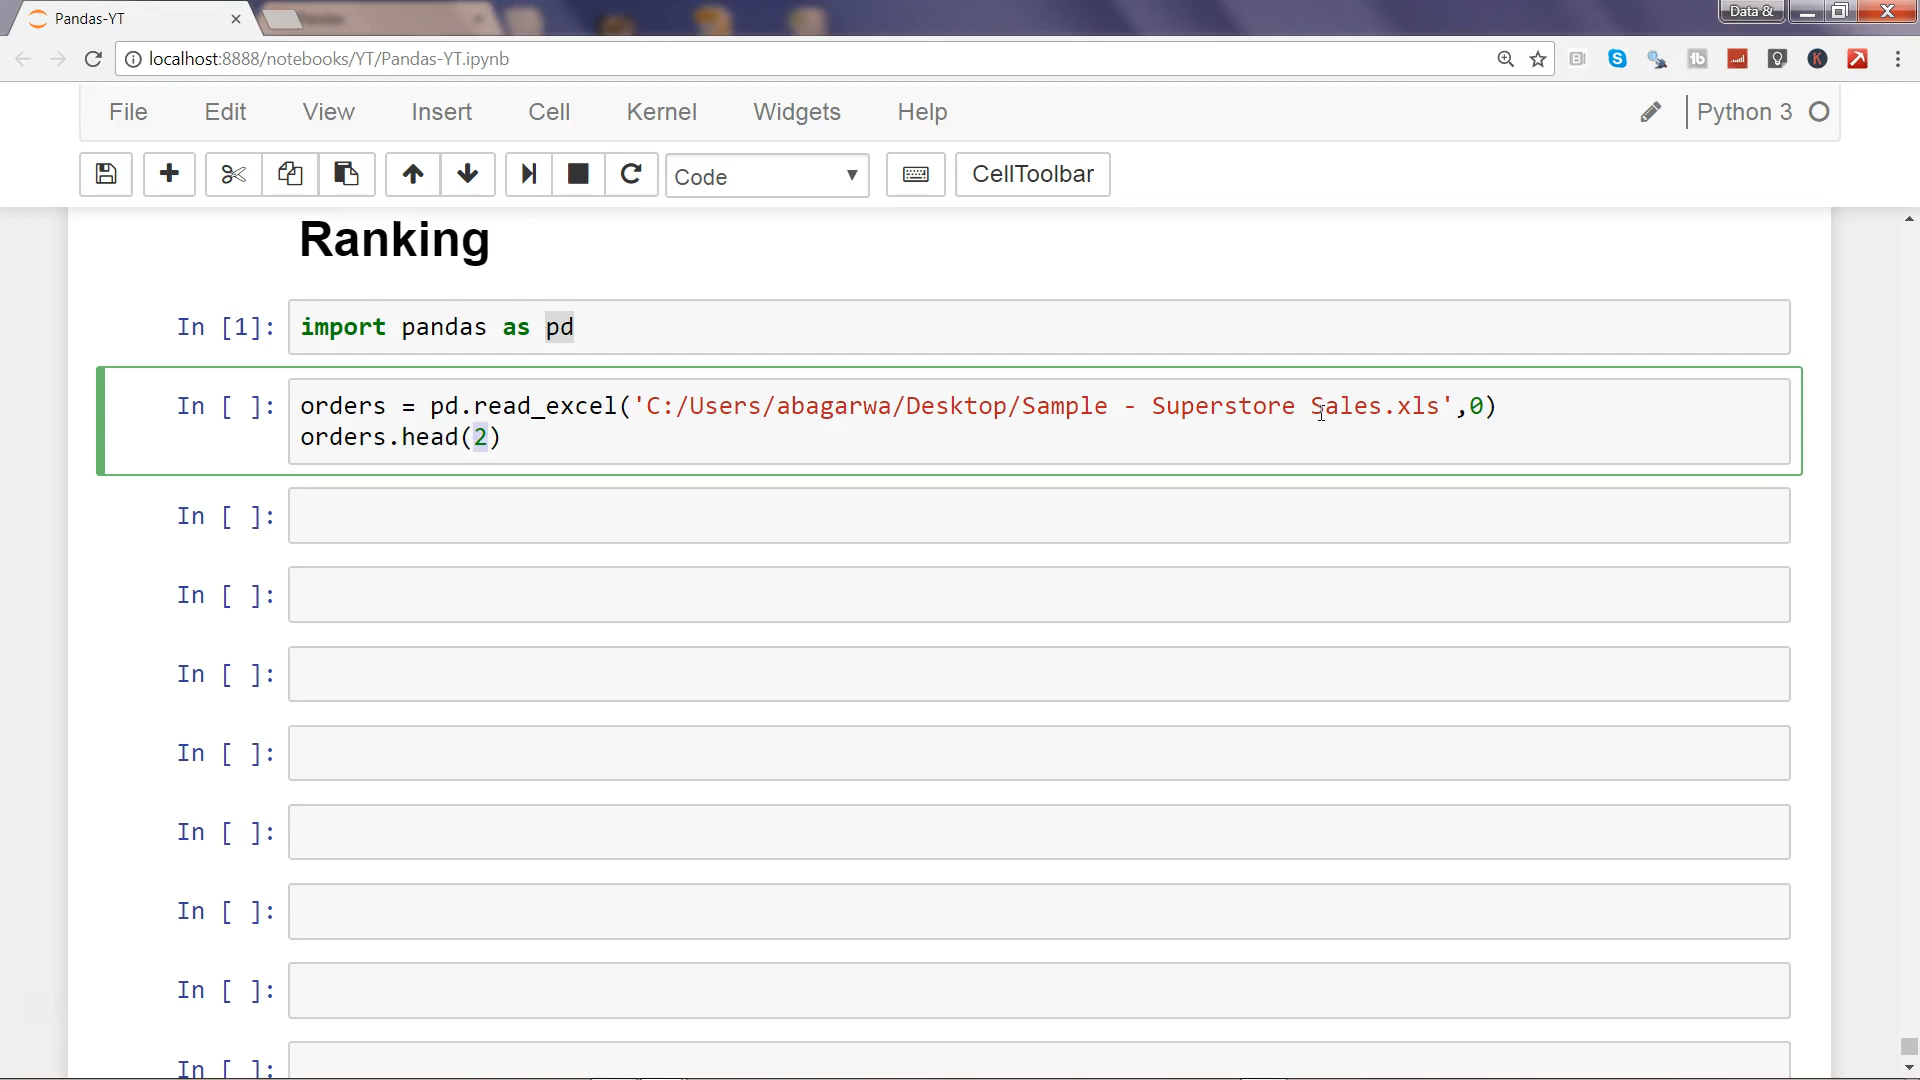 Pandas-YT
Data &
localhost:8888/notebooks/YT/Pandas-YT.ipynb
File Edit View Insert Cell Kernel Widgets Help Python 3
Code CellToolbar
Ranking
In [1]: import pandas as pd
In [ ]: orders = pd.read_excel('C:/Users/abagarwa/Desktop/Sample - Superstore Sales.xls',0)
orders.head(2)
In [ ]:
In [ ]:
In [ ]:
In [ ]:
In [ ]:
In [ ]:
In [ ]:
In [ ]: